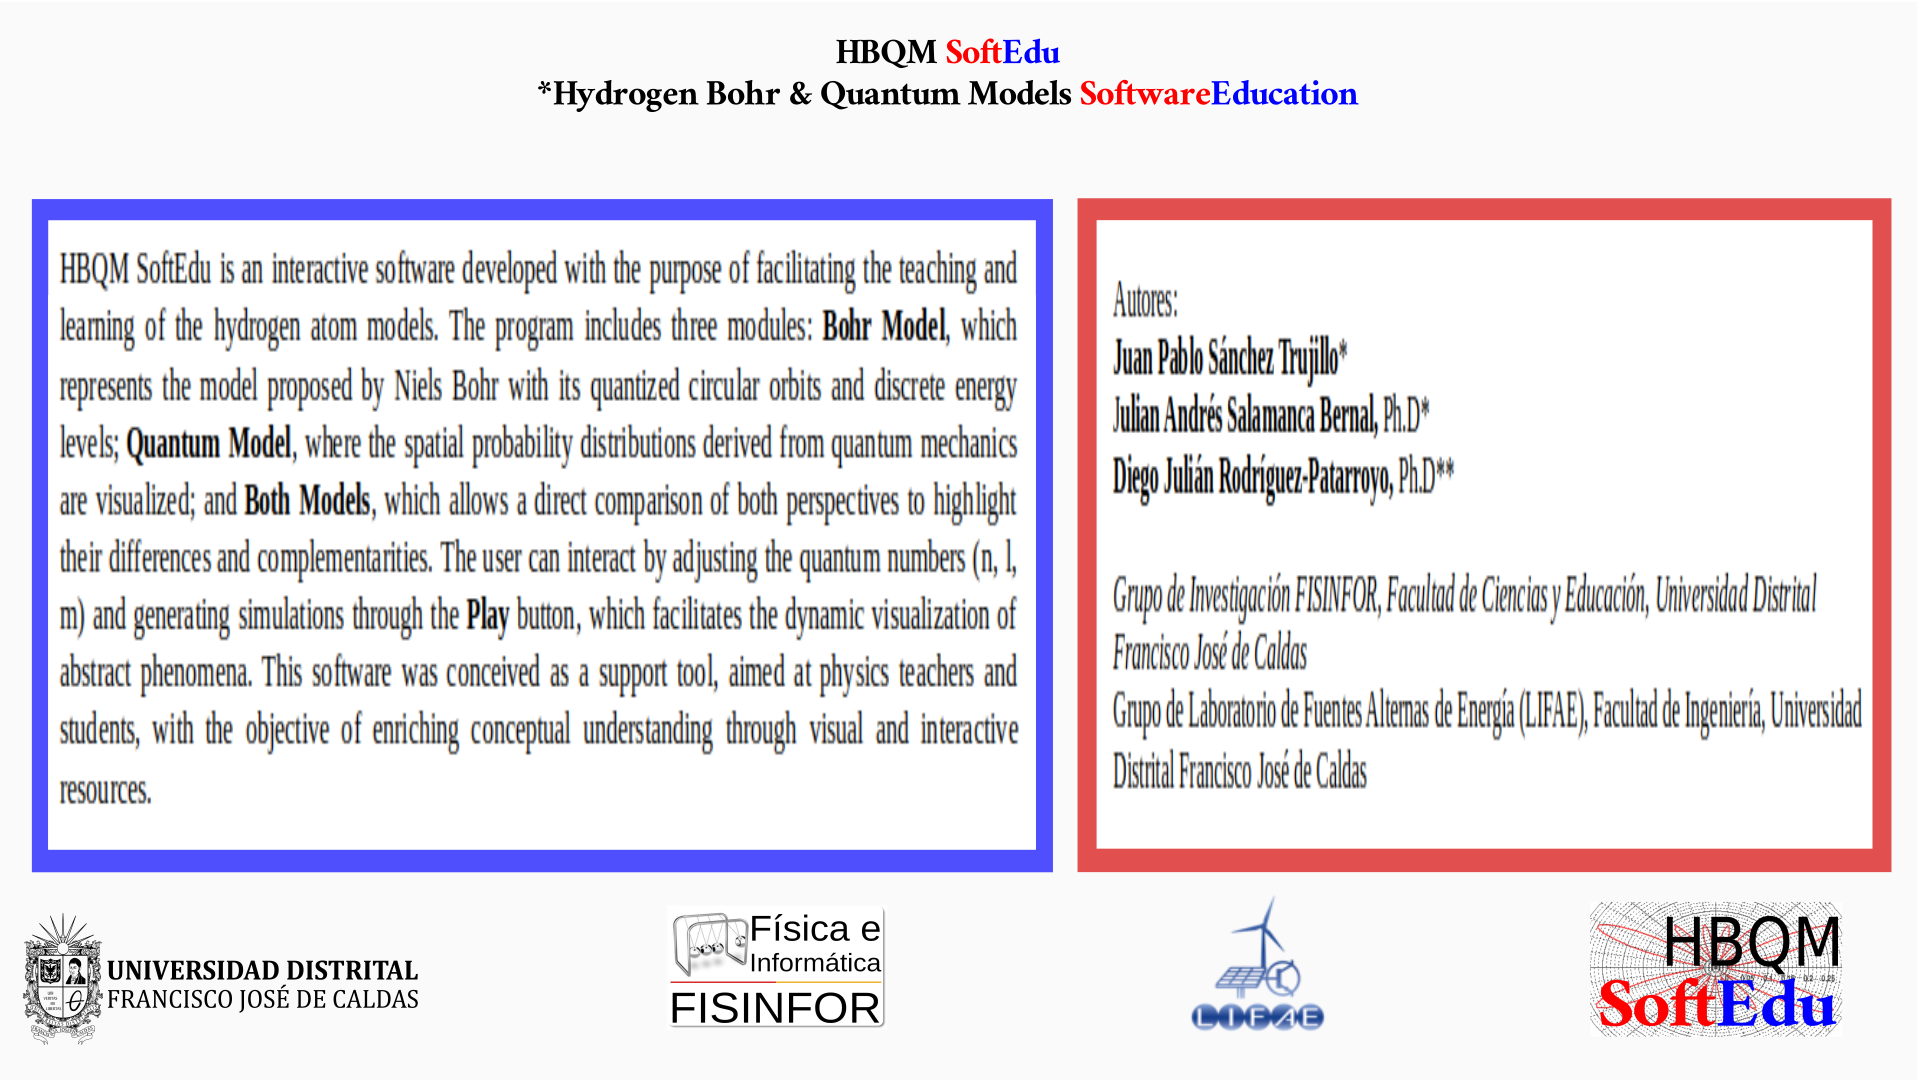 HBQM SoftEdu
*Hydrogen Bohr & Quantum Models SoftwareEducation
HBQM SoftEdu is an interactive software developed with the purpose of facilitating the teaching and
learning of the hydrogen atom models. The program includes three modules: Bohr Model, which
represents the model proposed by Niels Bohr with its quantized circular orbits and discrete energy
levels; Quantum Model, where the spatial probability distributions derived from quantum mechanics
are visualized; and Both Models, which allows a direct comparison of both perspectives to highlight
their differences and complementarities. The user can interact by adjusting the quantum numbers (n, l,
m) and generating simulations through the Play button, which facilitates the dynamic visualization of
abstract phenomena. This software was conceived as a support tool, aimed at physics teachers and
students, with the objective of enriching conceptual understanding through visual and interactive
resources.
Autores:
Juan Pablo Sánchez Trujillo*
Julian Andrés Salamanca Bernal, Ph.D*
Diego Julián Rodríguez-Patarroyo, Ph.D**
Grupo de Investigación FISINFOR, Facultad de Ciencias y Educación, Universidad Distrital
Francisco José de Caldas
Grupo de Laboratorio de Fuentes Alternas de Energía (LIFAE), Facultad de Ingeniería, Universidad
Distrital Francisco José de Caldas
UNIVERSIDAD DISTRITAL
FRANCISCO JOSÉ DE CALDAS
Física e
Informática
FISINFOR
LIFAE
HBQM
SoftEdu